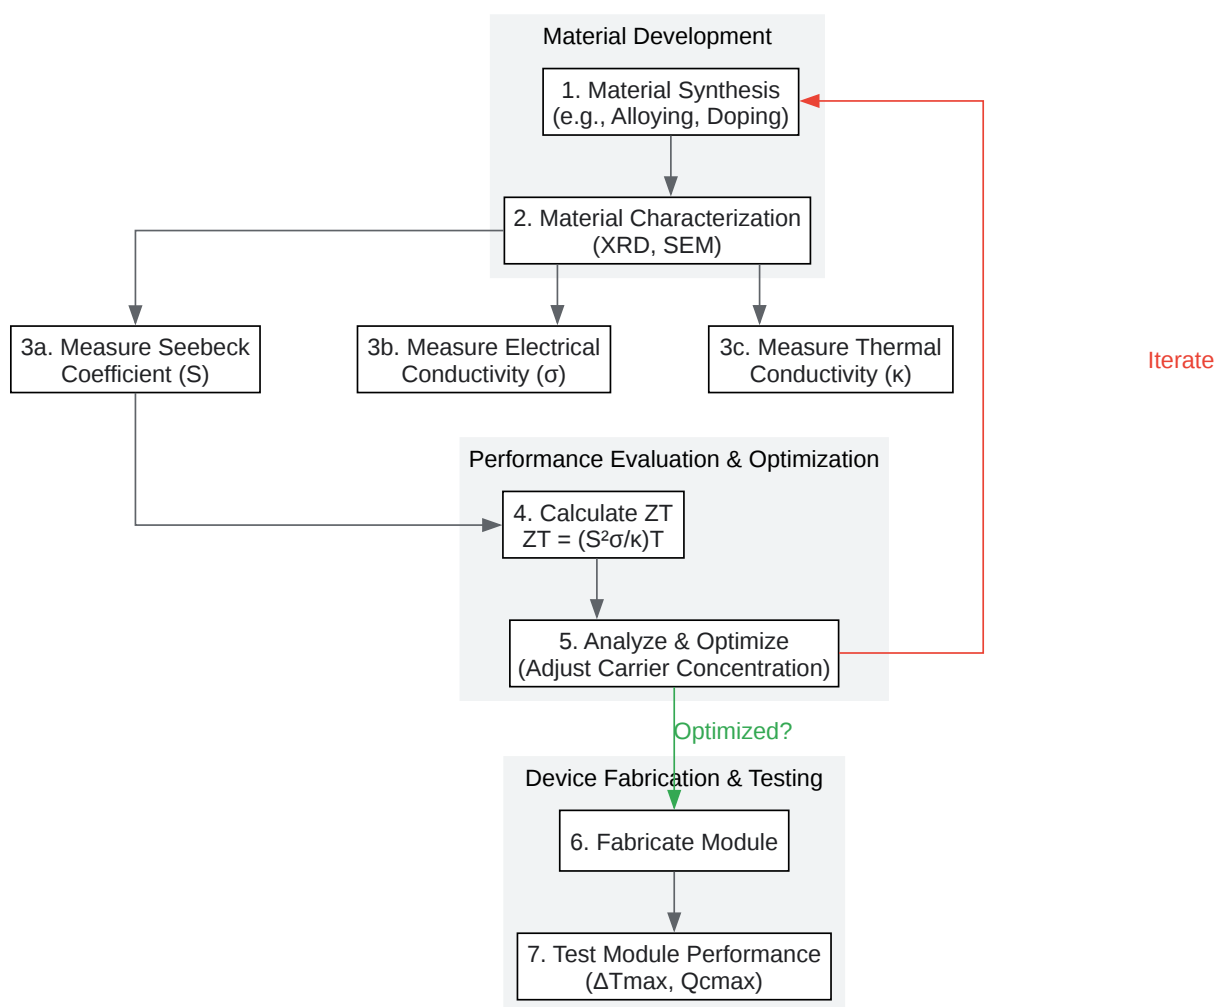 Material Development
1. Material Synthesis
(e.g., Alloying, Doping)
2. Material Characterization
(XRD, SEM)
3a. Measure Seebeck
Coefficient (S)
3b. Measure Electrical
Conductivity (σ)
3c. Measure Thermal
Conductivity (κ)
Iterate
Performance Evaluation & Optimization
4. Calculate ZT
ZT = (S²σ/κ)T
5. Analyze & Optimize
(Adjust Carrier Concentration)
Optimized?
Device Fabrication & Testing
6. Fabricate Module
7. Test Module Performance
(ΔTmax, Qcmax)